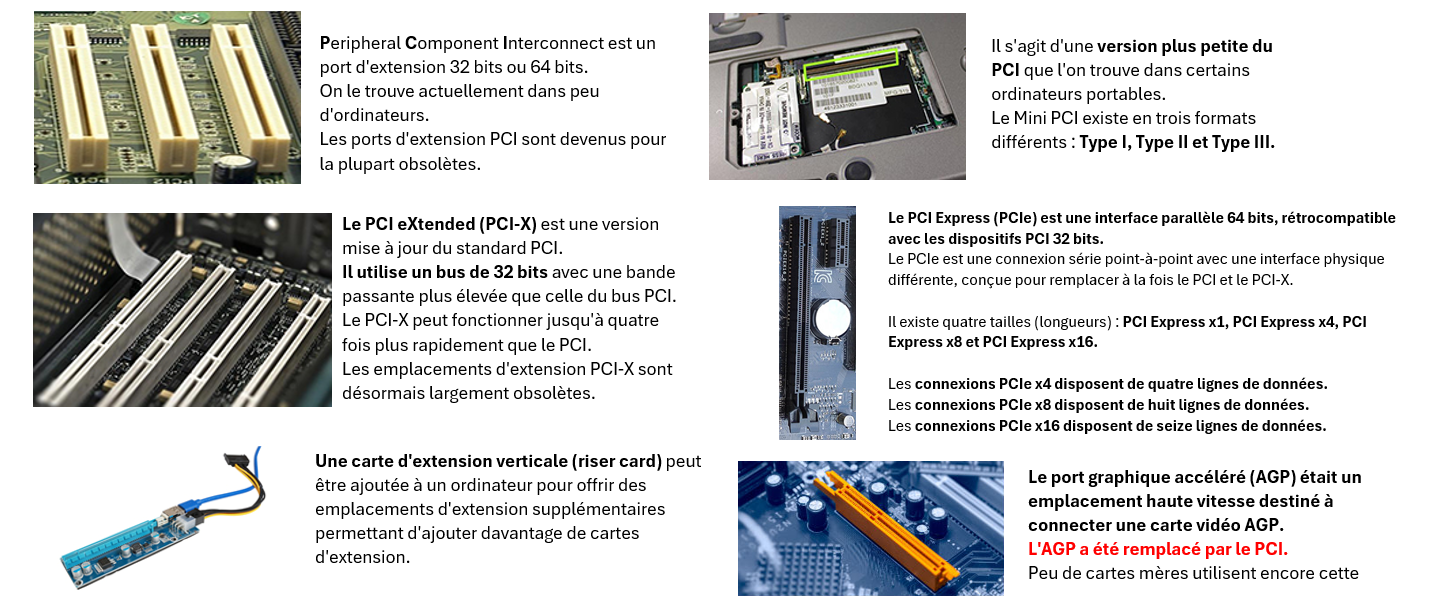 Peripheral Component Interconnect est un
port d'extension 32 bits ou 64 bits.
On le trouve actuellement dans peu
d'ordinateurs.
Les ports d'extension PCI sont devenus pour
la plupart obsolètes.
Il s'agit d'une version plus petite du
PCI que l'on trouve dans certains
ordinateurs portables.
Le Mini PCI existe en trois formats
différents : Type I, Type II et Type III.
Le PCI eXtended (PCI-X) est une version
mise à jour du standard PCI.
Il utilise un bus de 32 bits avec une bande
passante plus élevée que celle du bus PCI.
Le PCI-X peut fonctionner jusqu'à quatre
fois plus rapidement que le PCI.
Les emplacements d'extension PCI-X sont
désormais largement obsolètes.
Le PCI Express (PCIe) est une interface parallèle 64 bits, rétrocompatible
avec les dispositifs PCI 32 bits.
Le PCIe est une connexion série point-à-point avec une interface physique
différente, conçue pour remplacer à la fois le PCI et le PCI-X.
Il existe quatre tailles (longueurs) : PCI Express x1, PCI Express x4, PCI
Express x8 et PCI Express x16.
Les connexions PCIe x4 disposent de quatre lignes de données.
Les connexions PCIe x8 disposent de huit lignes de données.
Les connexions PCIe x16 disposent de seize lignes de données.
Une carte d'extension verticale (riser card) peut
être ajoutée à un ordinateur pour offrir des
emplacements d'extension supplémentaires
permettant d'ajouter davantage de cartes
d'extension.
Le port graphique accéléré (AGP) était un
emplacement haute vitesse destiné à
connecter une carte vidéo AGP.
L'AGP a été remplacé par le PCI.
Peu de cartes mères utilisent encore cette